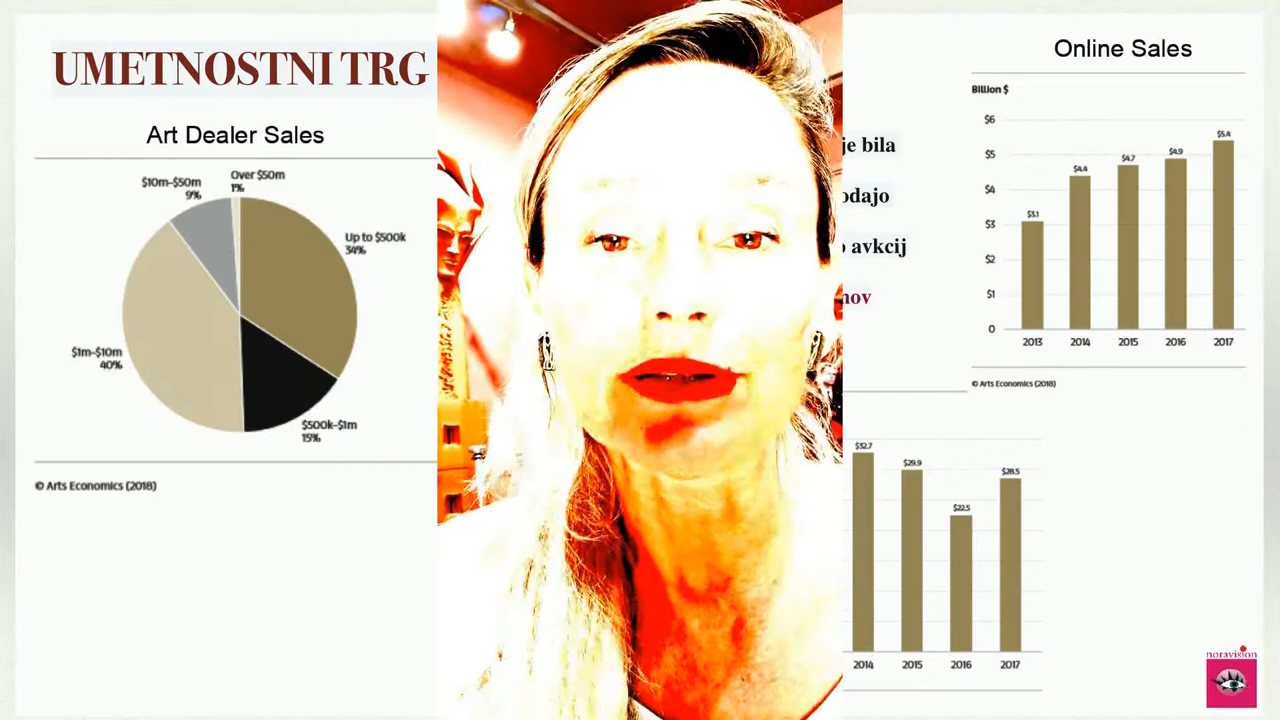 UMETNOSTNI TRG
Art Dealer Sales
$10m–$50m
9%
Over $50m
1%
Up to $500k
34%
$1m–$10m
40%
$500k–$1m
15%
© Arts Economics (2018)
je bila
odajo
avkcij
nov
Online Sales
Billion $
$6
$5
$4
$3
$2
$1
0
$3.1
$4.4
$4.7
$4.9
$5.4
2013 2014 2015 2016 2017
© Arts Economics (2018)
$32.7
$29.9
$22.5
$28.5
2014 2015 2016 2017
noravision